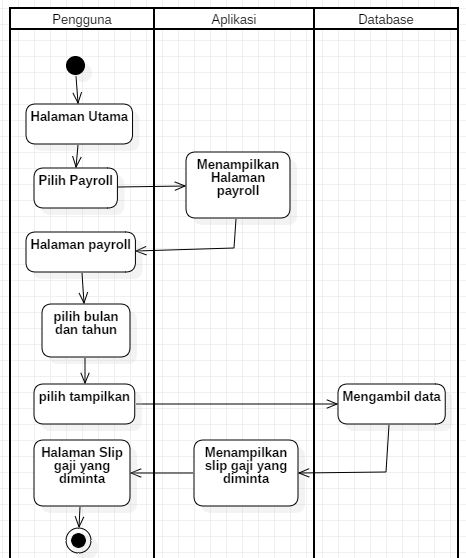 Pengguna
Aplikasi
Database
Halaman Utama
Pilih Payroll
Menampilkan
Halaman
payroll
Halaman payroll
pilih bulan
dan tahun
pilih tampilkan
Mengambil data
Halaman Slip
gaji yang
diminta
Menampilkan
slip gaji yang
diminta